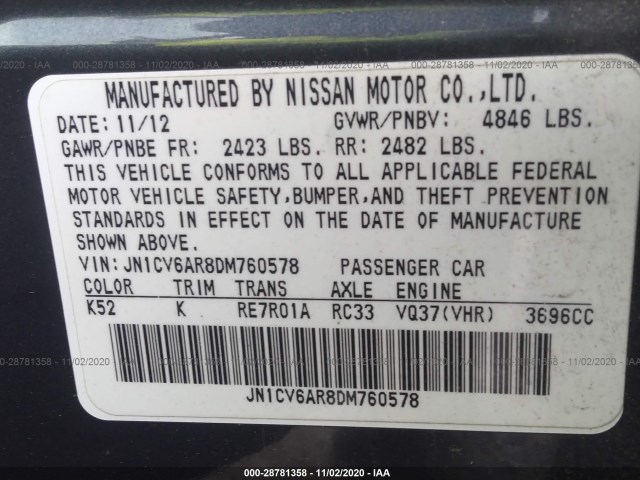 000-28781358 - 11/02/2020 - IAA
MANUFACTURED BY NISSAN MOTOR CO.,LTD.
DATE: 11/12 GVWR/PNBV: 4846 LBS.
GAWR/PNBE FR: 2423 LBS. RR: 2482 LBS.
THIS VEHICLE CONFORMS TO ALL APPLICABLE FEDERAL
MOTOR VEHICLE SAFETY,BUMPER,AND THEFT PREVENTION
STANDARDS IN EFFECT ON THE DATE OF MANUFACTURE
SHOWN ABOVE.
VIN: JN1CV6AR8DM760578 PASSENGER CAR
COLOR TRIM TRANS AXLE ENGINE
K52 K RE7R01A RC33 VQ37(VHR) 3696CC
JN1CV6AR8DM760578
000-28781358 - 11/02/2020 - IAA